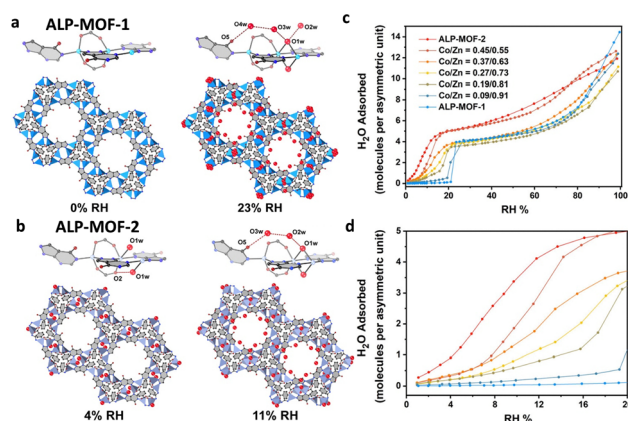 a
ALP-MOF-1
O5
O4w
O3w
O2w
O1w
0% RH
23% RH
b
ALP-MOF-2
O1w
O2
O1w
O5
O3w
O2w
O1w
4% RH
11% RH
c
H₂O Adsorbed
(molecules per asymmetric unit)
14
12
10
8
6
4
2
0
ALP-MOF-2
Co/Zn = 0.45/0.55
Co/Zn = 0.37/0.63
Co/Zn = 0.27/0.73
Co/Zn = 0.19/0.81
Co/Zn = 0.09/0.91
ALP-MOF-1
0 20 40 60 80 100
RH %
d
H₂O Adsorbed
(molecules per asymmetric unit)
5
4
3
2
1
0
0 4 8 12 16 20
RH %